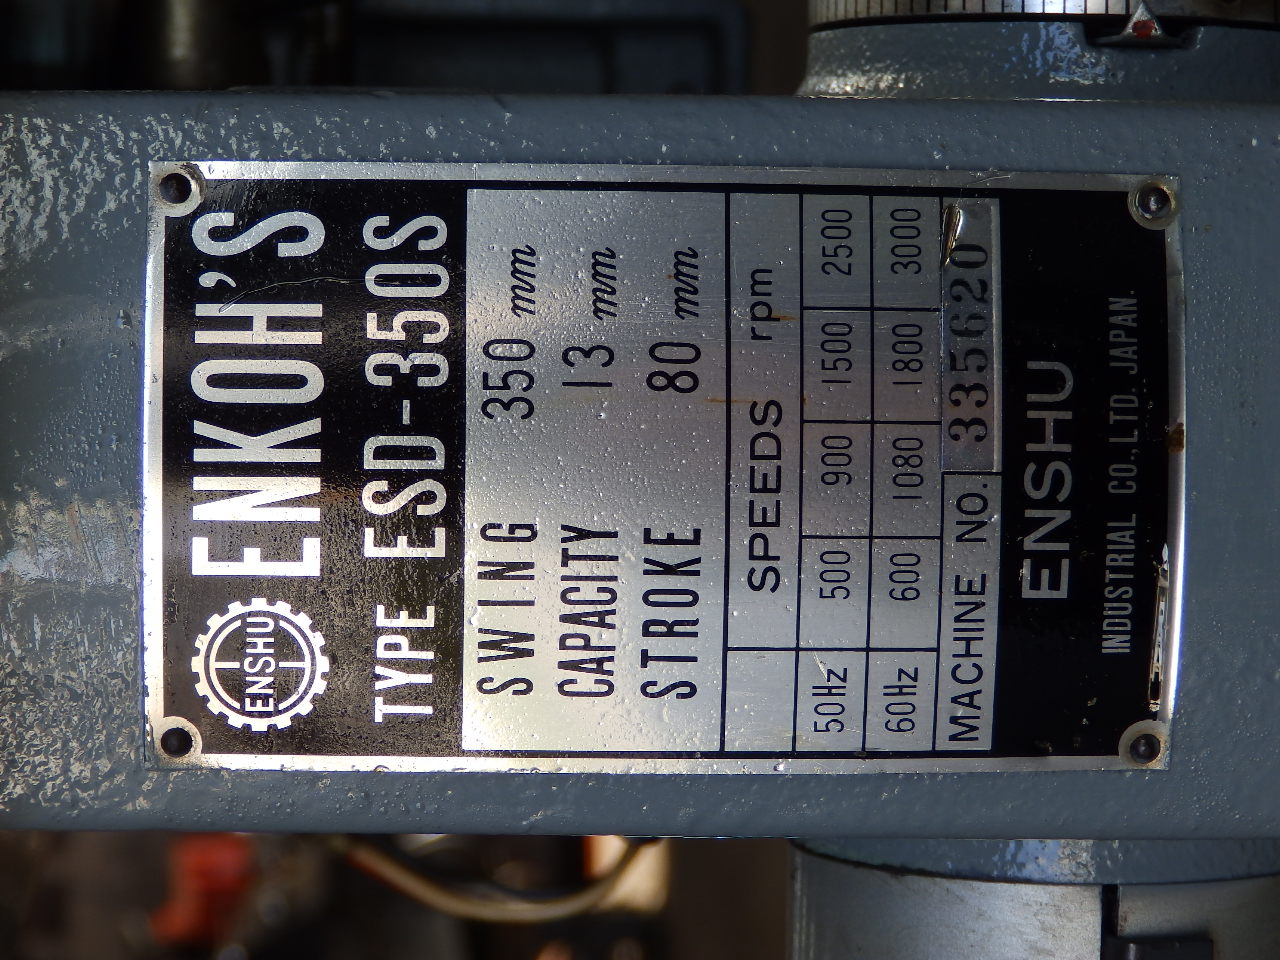 ENSHU
ENKOH'S
TYPE ESD-350S
SWING 350 mm
CAPACITY 13 mm
STROKE 80 mm
SPEEDS rpm
50Hz 500 900 1500 2500
60Hz 600 1080 1800 3000
MACHINE NO. 335620
ENSHU
INDUSTRIAL CO.,LTD. JAPAN.